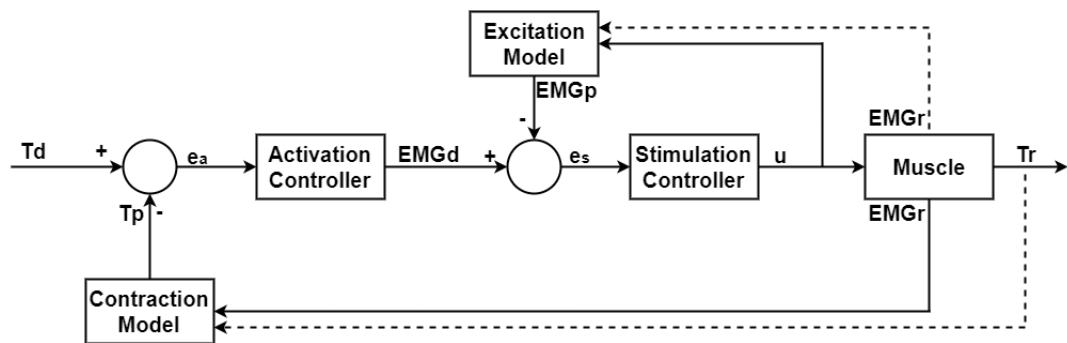 Excitation
Model
EMGp
-
EMGr
Td
+
ea
Activation
Controller
EMGd
+
es
Stimulation
Controller
u
Muscle
Tr
EMGr
Tp
-
Contraction
Model